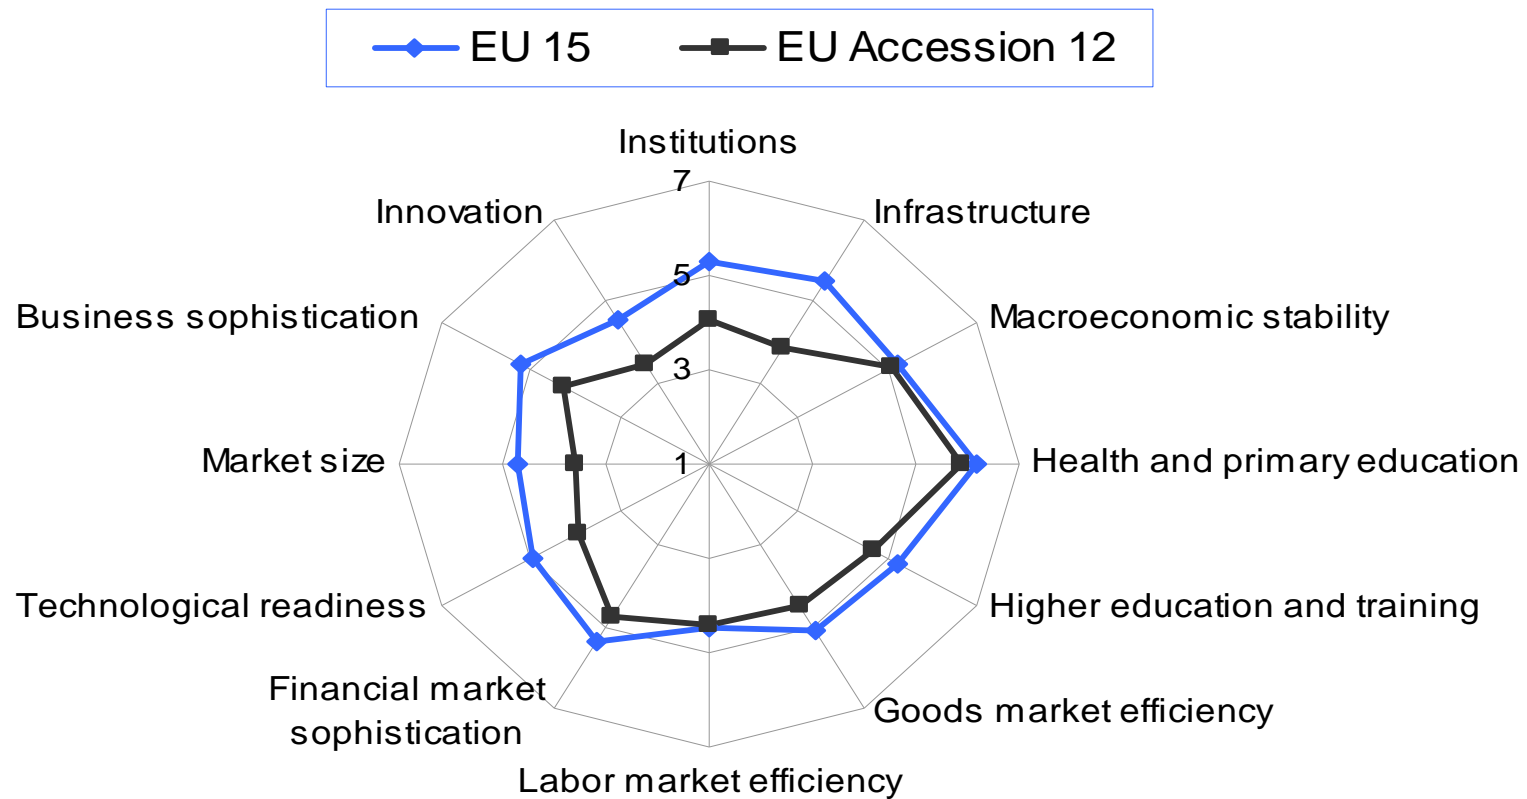 EU 15 EU Accession 12
Institutions
7
Innovation
Infrastructure
5
Business sophistication
Macroeconomic stability
3
Market size
1
Health and primary education
Technological readiness
Higher education and training
Financial market
sophistication
Goods market efficiency
Labor market efficiency